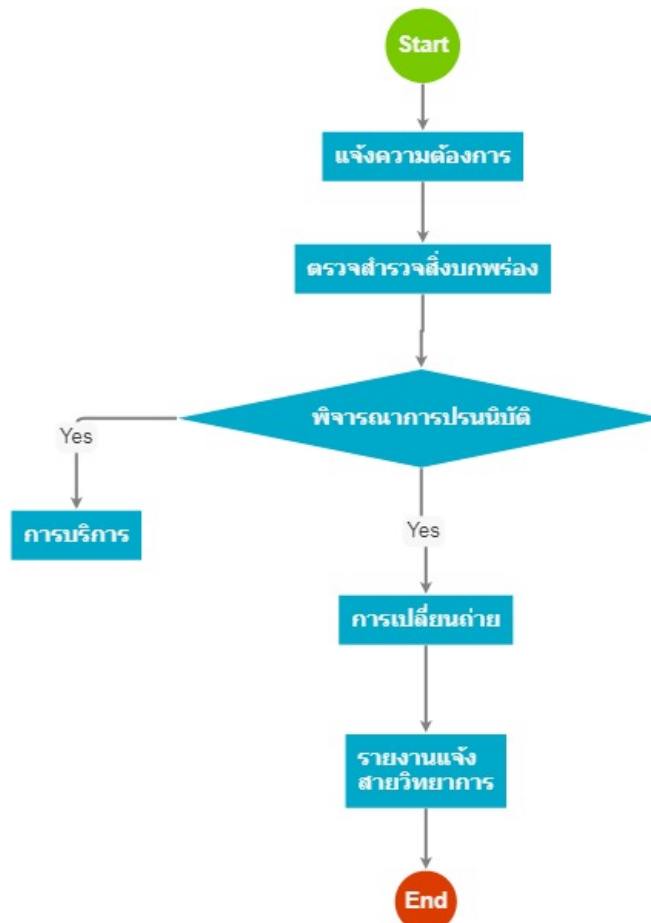 Start
แจ้งความต้องการ
ตรวจสำรวจสิ่งบกพร่อง
พิจารณาการปรนนิบัติ
Yes
การบริการ
Yes
การเปลี่ยนถ่าย
รายงานแจ้ง
สายวิทยาการ
End